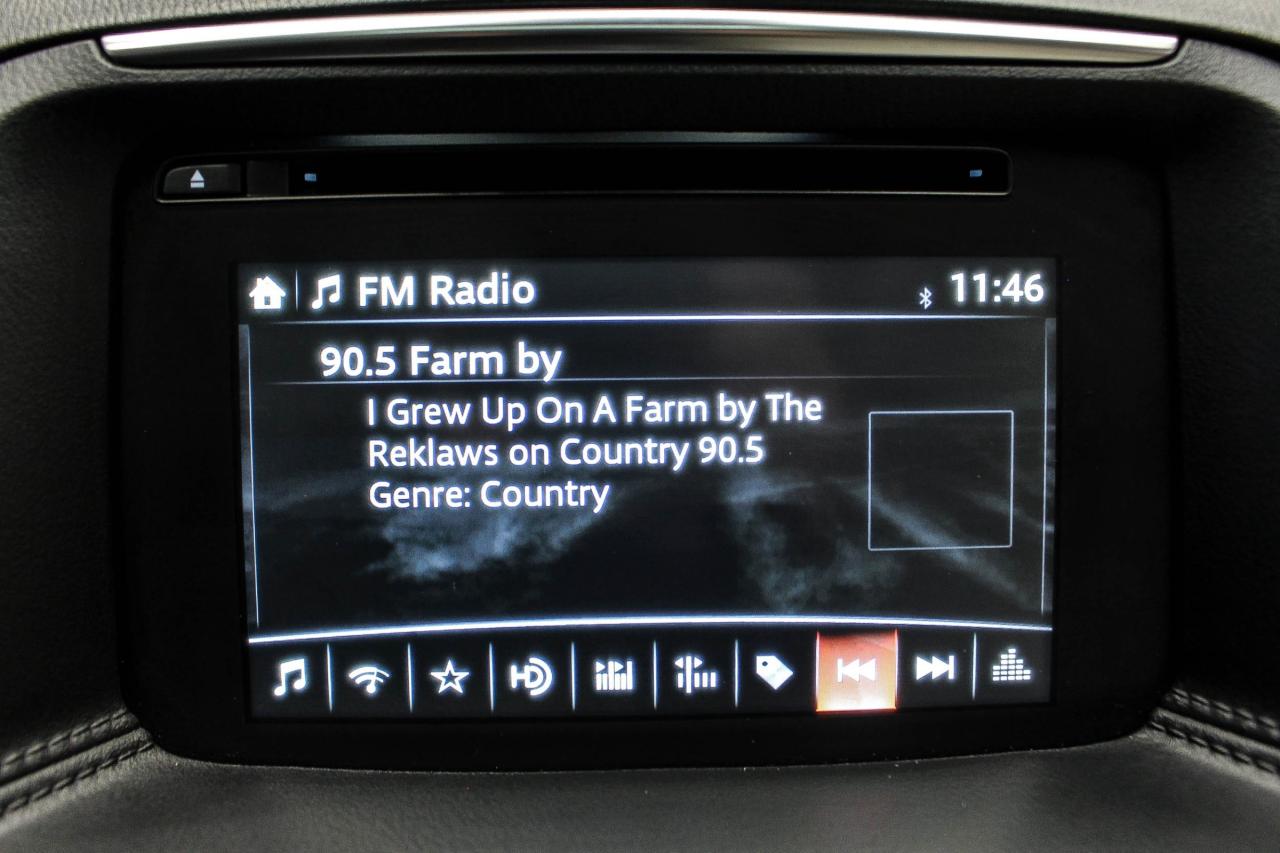 FM Radio
11:46
90.5 Farm by
I Grew Up On A Farm by The
Reklaws on Country 90.5
Genre: Country
HD